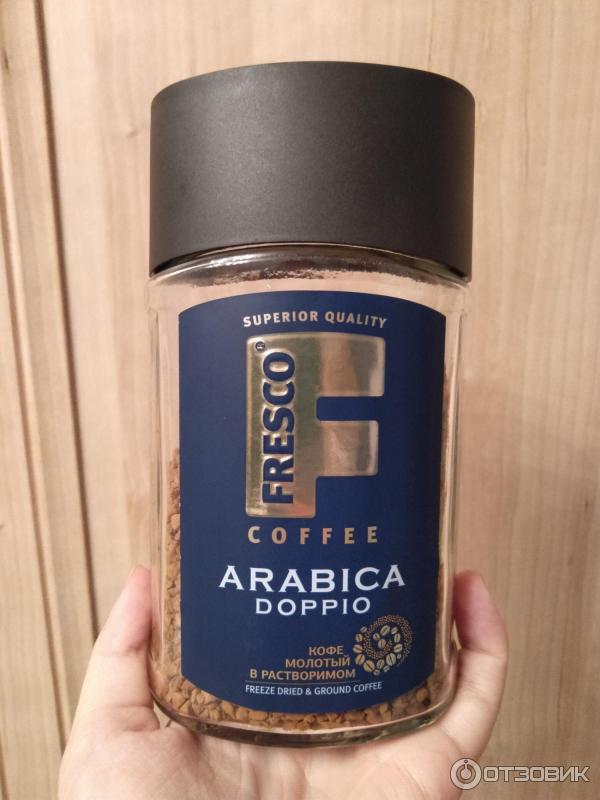 SUPERIOR QUALITY
FRESCO®
COFFEE
ARABICA
DOPPIO
КОФЕ
МОЛОТЫЙ
В РАСТВОРИМОМ
FREEZE DRIED & GROUND COFFEE
ОТЗОВИК